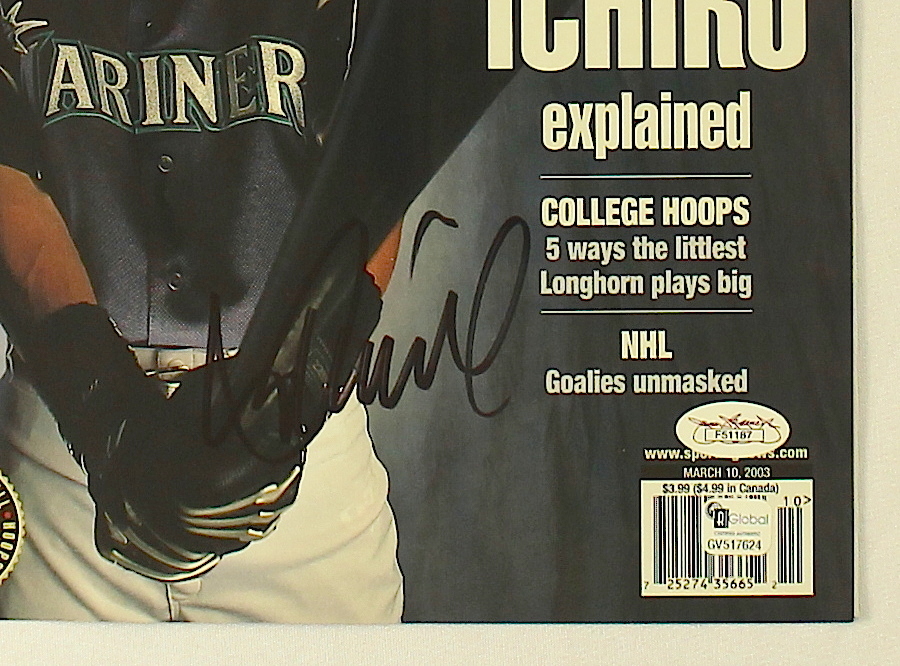 ARINER
ICHIRO
explained
COLLEGE HOOPS
5 ways the littlest
Longhorn plays big
NHL
Goalies unmasked
F51187
MARCH 10, 2003
$3.99 ($4.99 in Canada)
10>
Global
GV517624
7 25274 35665 2